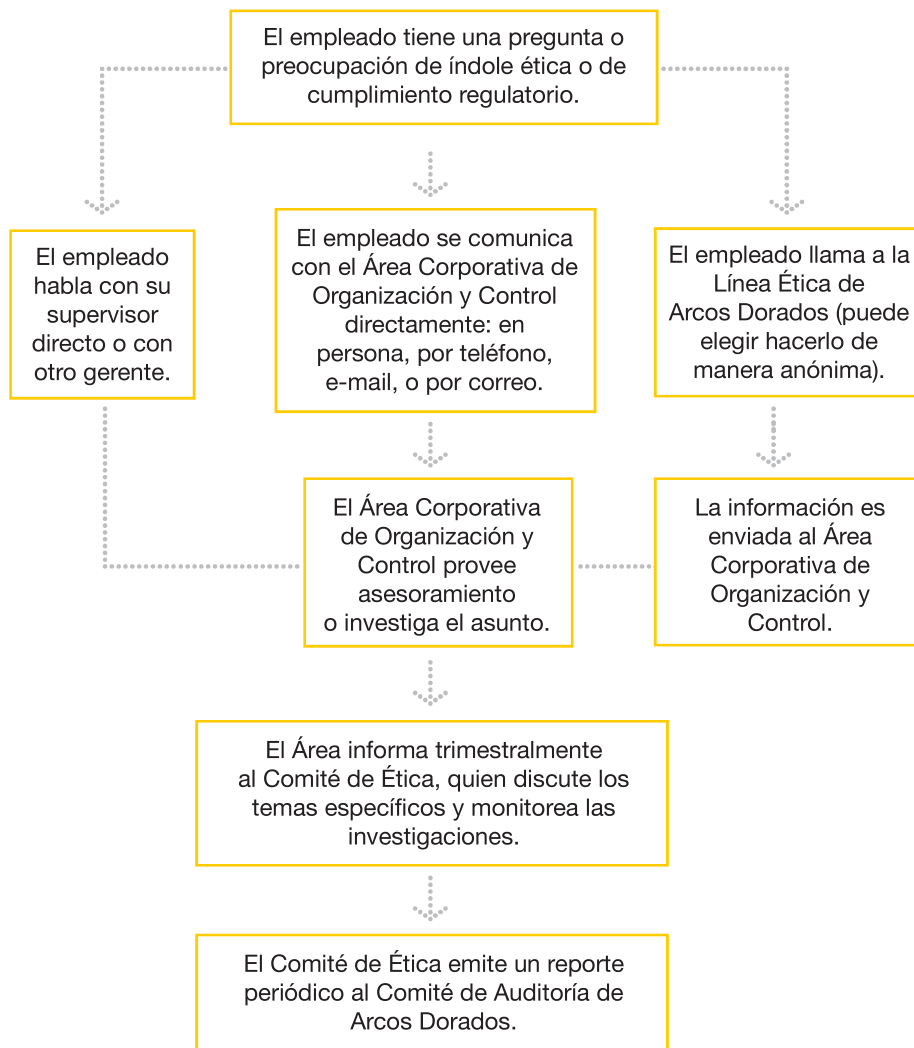 El empleado tiene una pregunta o
preocupación de índole ética o de
cumplimiento regulatorio.
El empleado
habla con su
supervisor
directo o con
otro gerente.
El empleado se comunica
con el Área Corporativa de
Organización y Control
directamente: en
persona, por teléfono,
e-mail, o por correo.
El empleado llama a la
Línea Ética de
Arcos Dorados (puede
elegir hacerlo de
manera anónima).
El Área Corporativa
de Organización y
Control provee
asesoramiento
o investiga el asunto.
La información es
enviada al Área
Corporativa de
Organización y
Control.
El Área informa trimestralmente
al Comité de Ética, quien discute los
temas específicos y monitorea las
investigaciones.
El Comité de Ética emite un reporte
periódico al Comité de Auditoría de
Arcos Dorados.